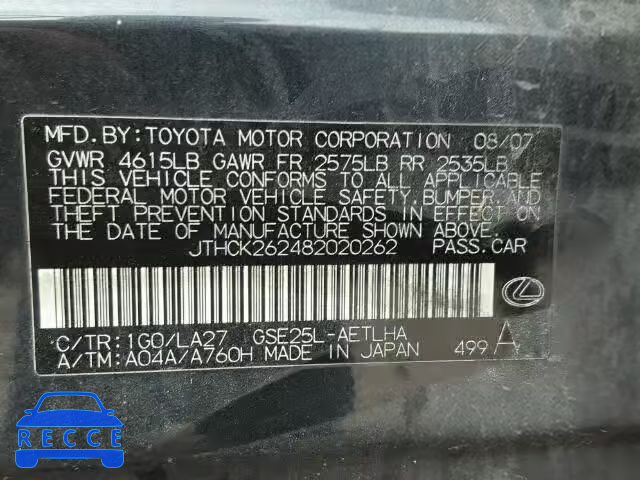 MFD. BY: TOYOTA MOTOR CORPORATION 08/07
GVWR 4615LB GAWR FR 2575LB RR 2535LB
THIS VEHICLE CONFORMS TO ALL APPLICABLE
FEDERAL MOTOR VEHICLE SAFETY, BUMPER, AND
THEFT PREVENTION STANDARDS IN EFFECT ON
THE DATE OF MANUFACTURE SHOWN ABOVE.
JTHCK262482020262 PASS. CAR
C/TR: 1G0/LA27 GSE25L-AETLHA
A/TM: A04A/A760H MADE IN JAPAN 499 A
RECCE